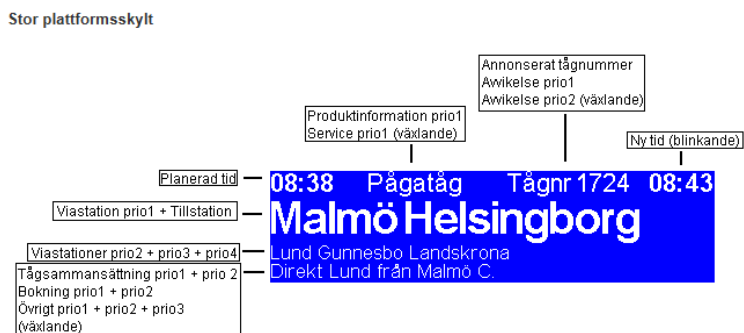 Stor plattformsskylt
Annonserat tågnummer
Avvikelse prio1
Avvikelse prio2 (växlande)
Produktinformation prio1
Service prio1 (växlande)
Ny tid (blinkande)
Planerad tid
08:38 Pågatåg Tågnr 1724 08:43
Viastation prio1 + Tillstation
Malmö Helsingborg
Viastationer prio2 + prio3 + prio4
Lund Gunnesbo Landskrona
Tågsammansättning prio1 + prio 2
Direkt Lund från Malmö C.
Bokning prio1 + prio2
Övrigt prio1 + prio2 + prio3
(växlande)